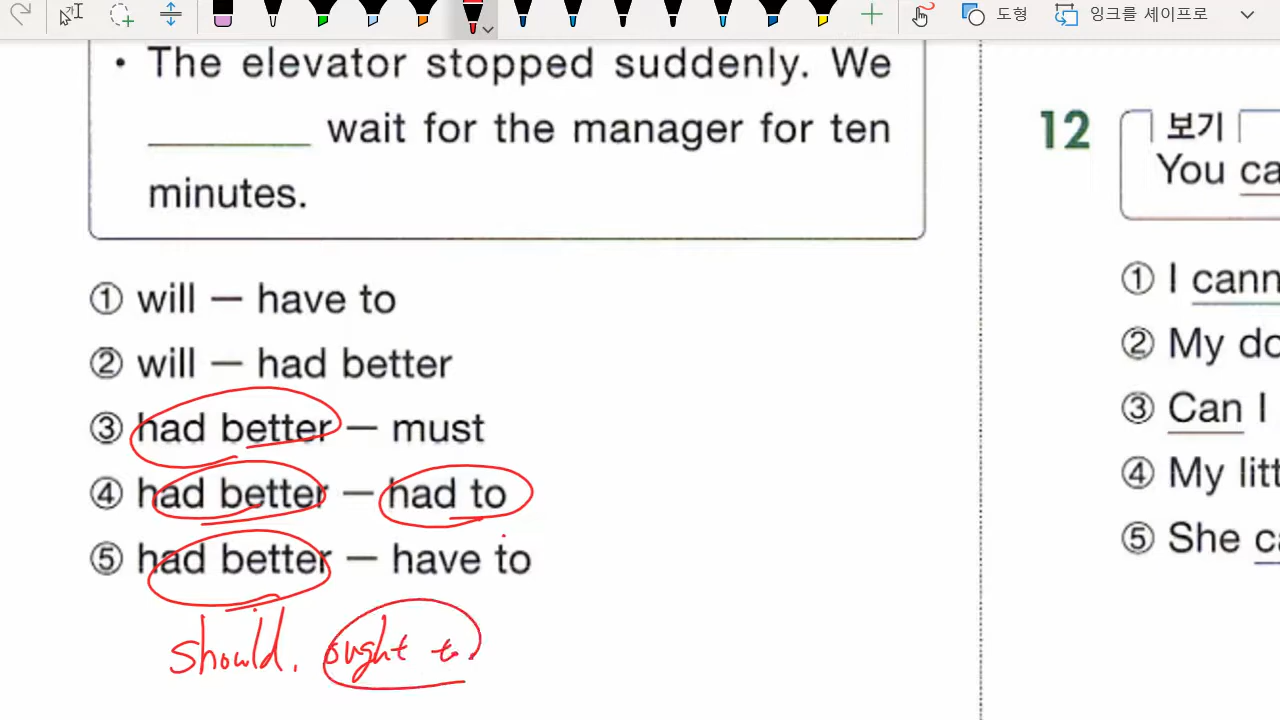 도형
잉크를 셰이프로
• The elevator stopped suddenly. We
________ wait for the manager for ten
minutes.
① will — have to
② will — had better
③ had better — must
④ had better — had to
⑤ had better — have to
should. ought to.
12
보기
You ca
① I cann
② My do
③ Can I
④ My litt
⑤ She ca